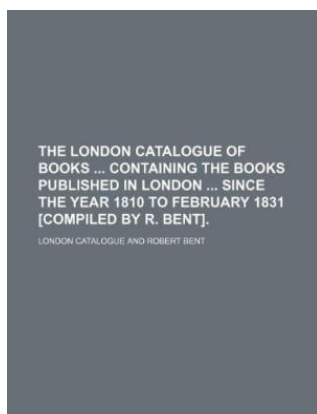 THE LONDON CATALOGUE OF
BOOKS ... CONTAINING THE BOOKS
PUBLISHED IN LONDON ... SINCE
THE YEAR 1810 TO FEBRUARY 1831
[COMPILED BY R. BENT].
LONDON CATALOGUE AND ROBERT BENT